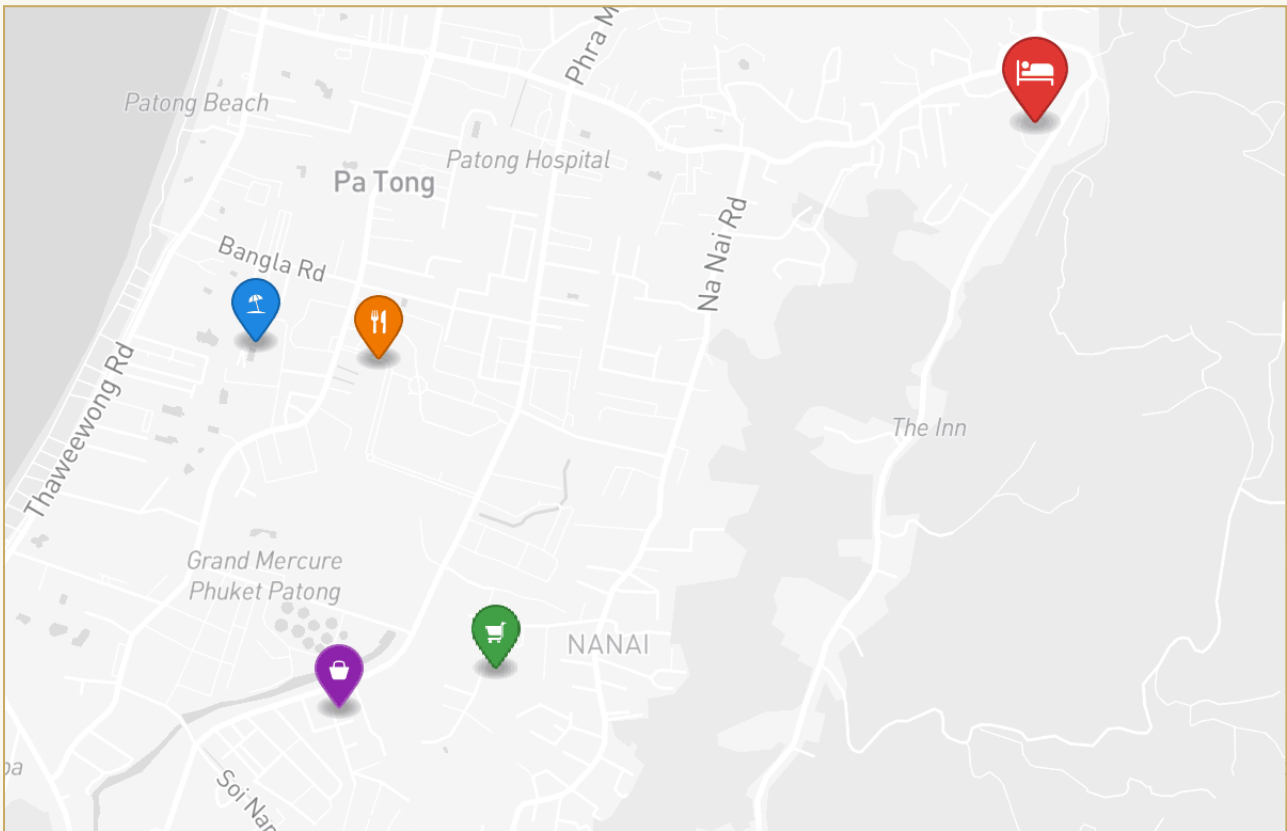 Phra M
Patong Beach
Patong Hospital
Pa Tong
Na Nai Rd
Bangla Rd
Thaweewong Rd
The Inn
Grand Mercure
Phuket Patong
NANAI
Soi Nan